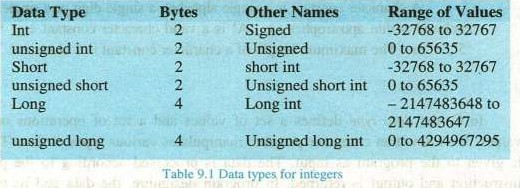 Data Type Bytes Other Names Range of Values
Int 2 Signed -32768 to 32767
unsigned int 2 Unsigned 0 to 65635
Short 2 short int -32768 to 32767
unsigned short 2 Unsigned short int 0 to 65635
Long 4 Long int – 2147483648 to
2147483647
unsigned long 4 Unsigned long int 0 to 4294967295
Table 9.1 Data types for integers